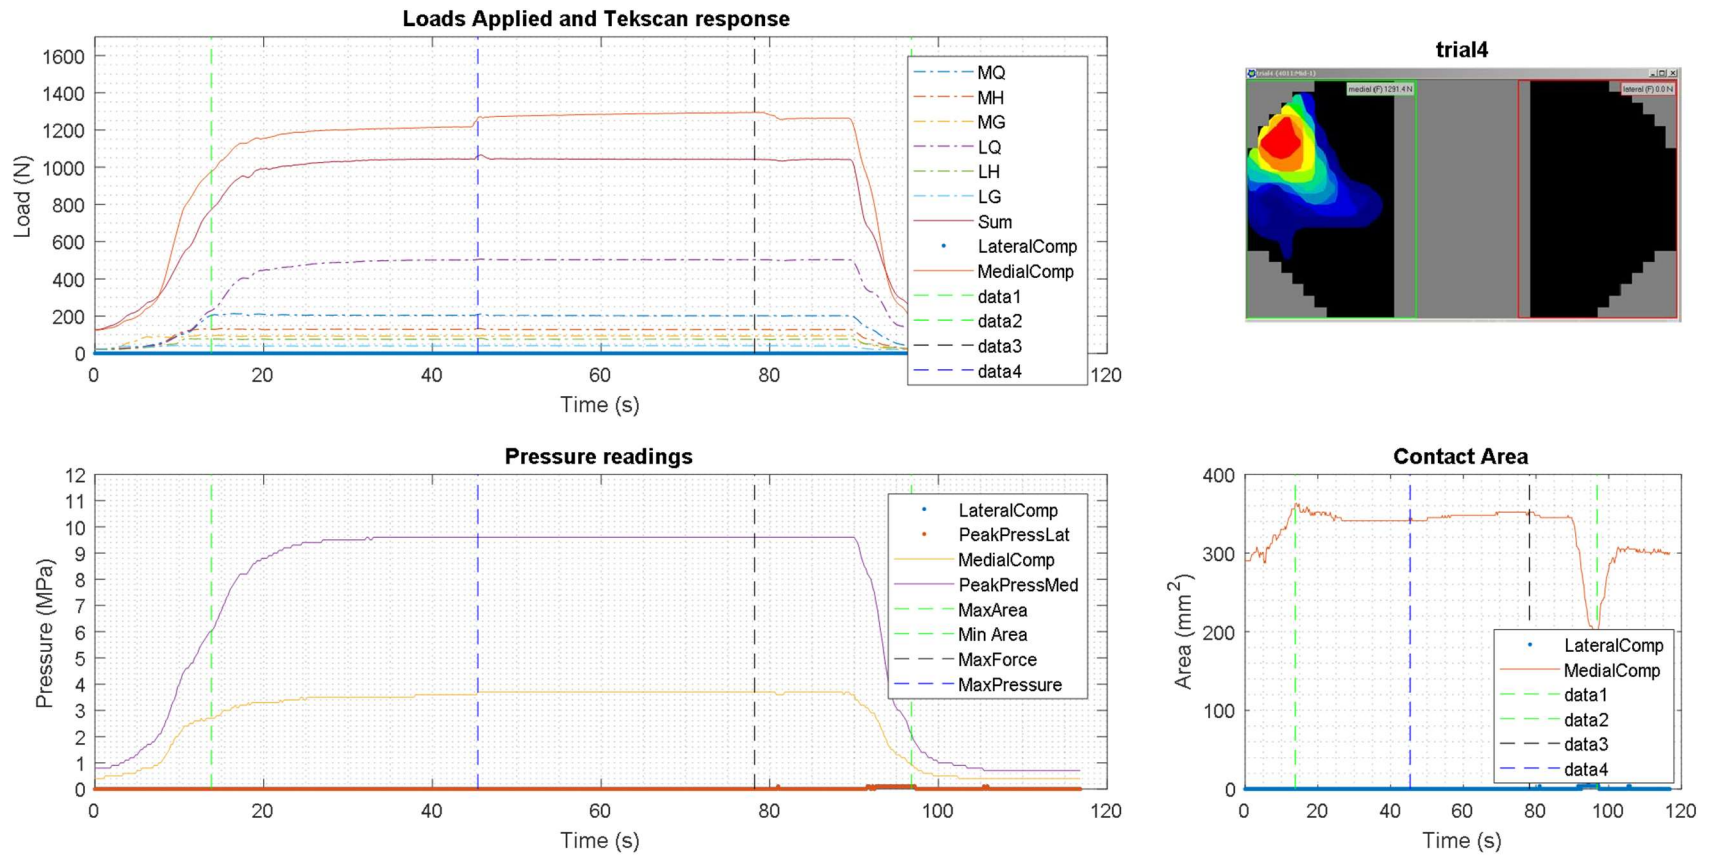 Loads Applied and Tekscan response
Load (N)
1600
1400
1200
1000
800
600
400
200
0
0 20 40 60 80 120
Time (s)
MQ
MH
MG
LQ
LH
LG
Sum
LateralComp
MedialComp
data1
data2
data3
data4
trial4
trial4 (4011:Mid-1)
medial (F) 1291.4 N
lateral (F) 0.0 N
Pressure readings
Pressure (MPa)
12
11
10
9
8
7
6
5
4
3
2
1
0
0 20 40 60 80 100 120
Time (s)
LateralComp
PeakPressLat
MedialComp
PeakPressMed
MaxArea
Min Area
MaxForce
MaxPressure
Contact Area
Area (mm2)
400
300
200
100
0
0 20 40 60 80 100 120
Time (s)
LateralComp
MedialComp
data1
data2
data3
data4